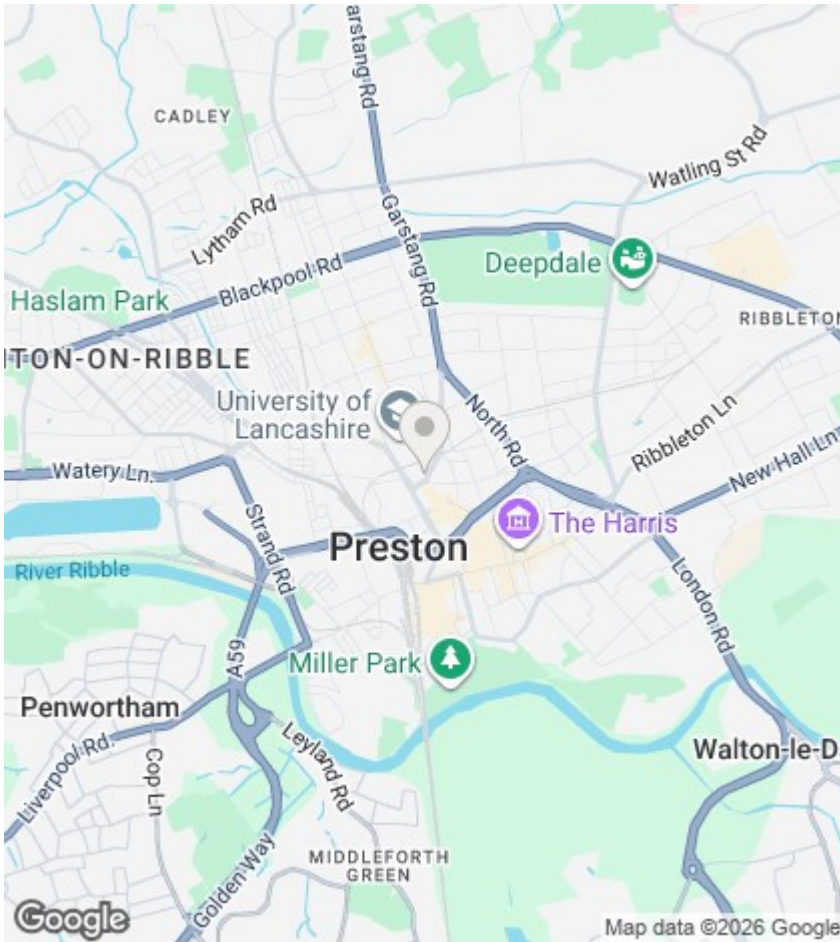 arstang Rd
CADLEY
Watling St Rd
Lytham Rd
Garstang Rd
Deepdale
Blackpool Rd
Haslam Park
RIBBLETON
HTON-ON-RIBBLE
University of
Lancashire
North Rd
Ribbleton Ln
New Hall Ln
Watery Ln.
Strand Rd
The Harris
Preston
River Ribble
London Rd
A59
Miller Park
Penwortham
Leyland Rd
Walton-le-D
Liverpool Rd.
Cop Ln
MIDDLEFORTH
GREEN
Golden Way
Google
Map data ©2026 Google